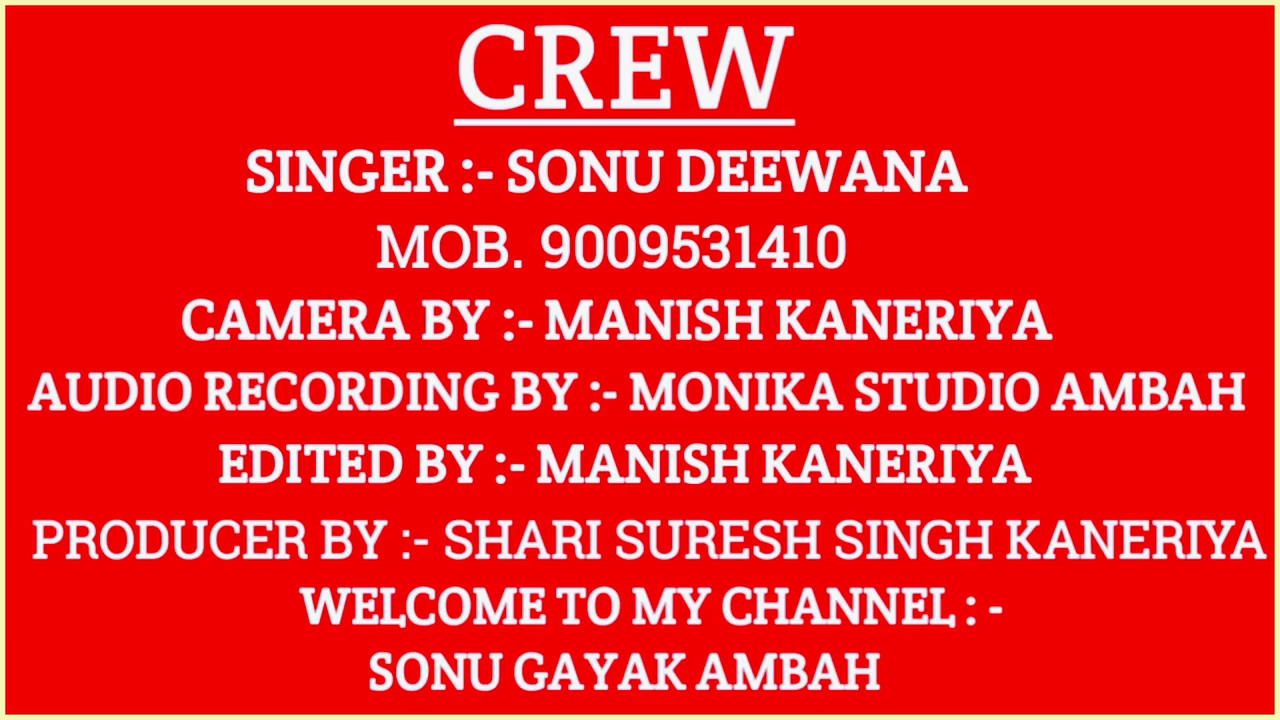 CREW
SINGER :- SONU DEEWANA
MOB. 9009531410
CAMERA BY :- MANISH KANERIYA
AUDIO RECORDING BY :- MONIKA STUDIO AMBAH
EDITED BY :- MANISH KANERIYA
PRODUCER BY :- SHARI SURESH SINGH KANERIYA
WELCOME TO MY CHANNEL : -
SONU GAYAK AMBAH